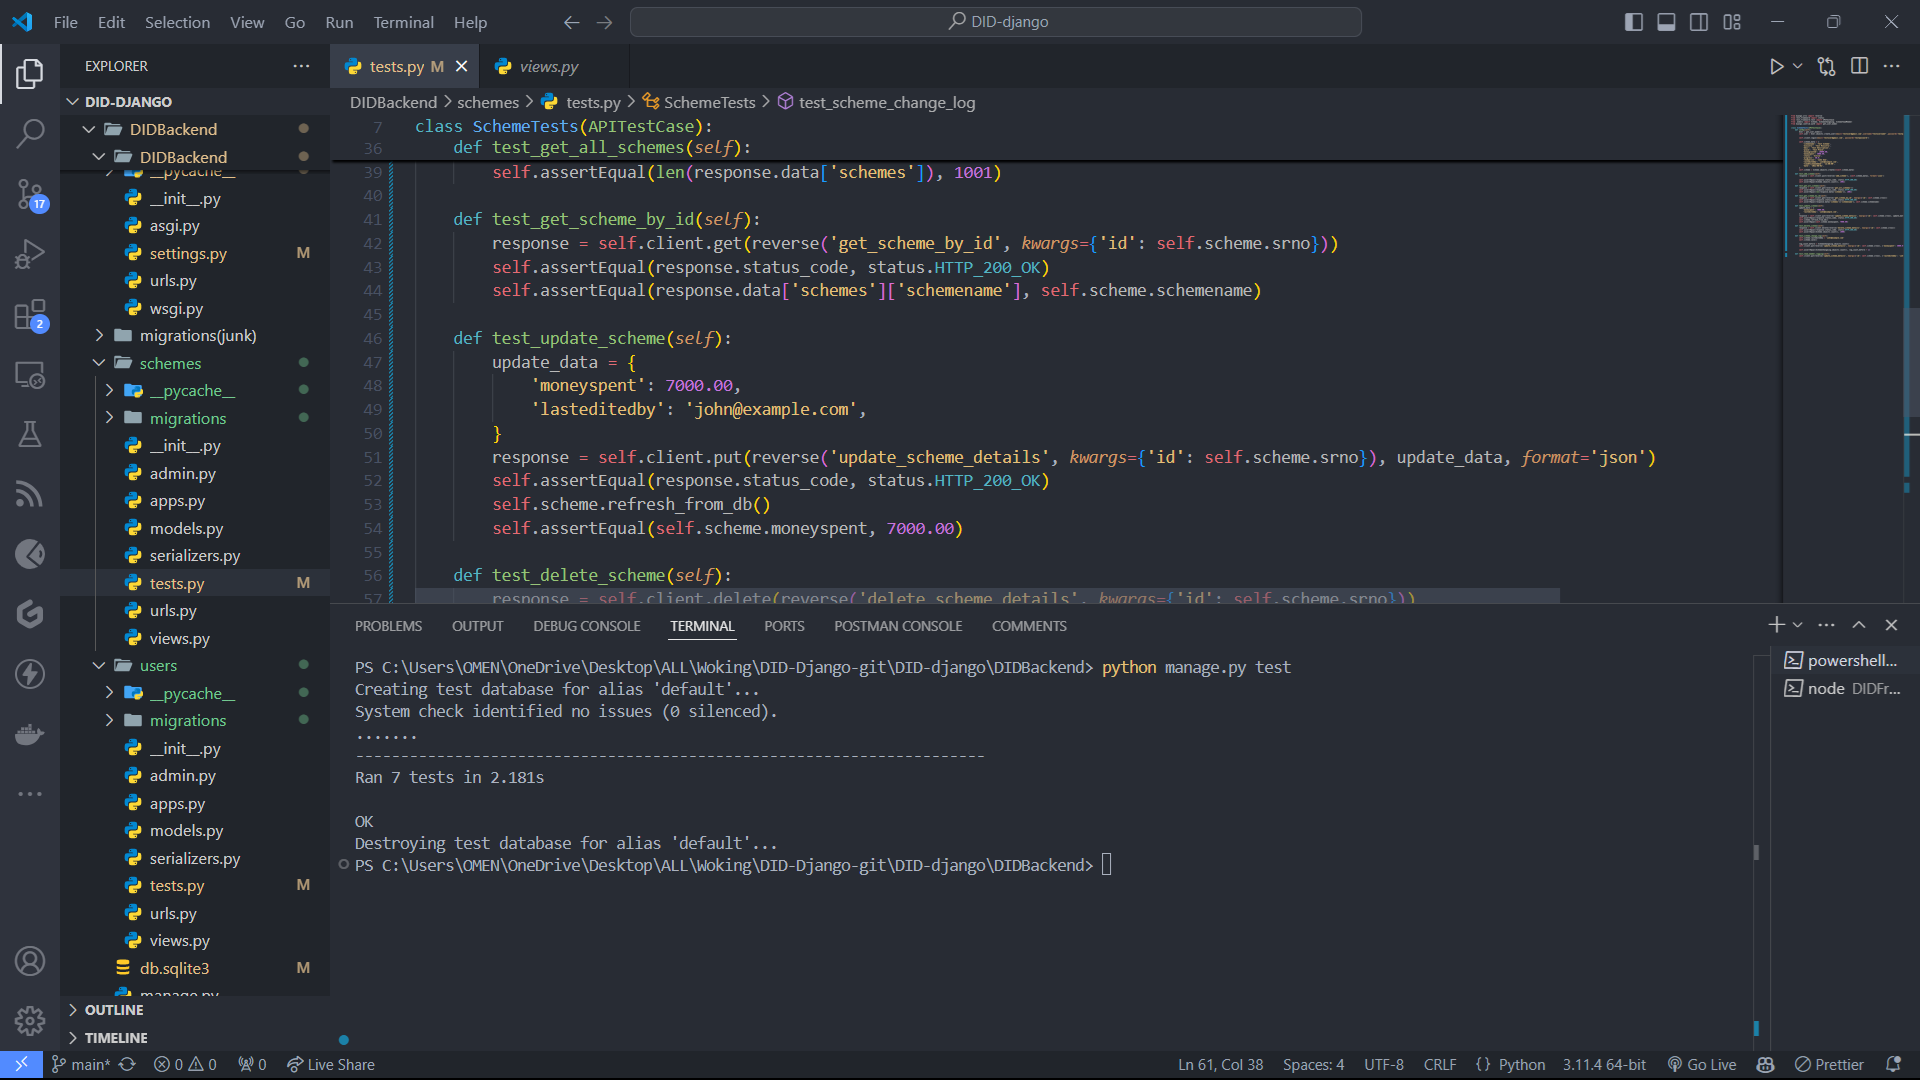 File Edit Selection View Go Run Terminal Help
DID-django
EXPLORER
DID-DJANGO
DIDBackend
DIDBackend
__pycache__
__init__.py
asgi.py
settings.py M
urls.py
wsgi.py
migrations(junk)
schemes
__pycache__
migrations
__init__.py
admin.py
apps.py
models.py
serializers.py
tests.py M
urls.py
views.py
users
__pycache__
migrations
__init__.py
admin.py
apps.py
models.py
serializers.py
tests.py M
urls.py
views.py
db.sqlite3 M
manage.py
OUTLINE
TIMELINE
17
2
tests.py M
views.py
DIDBackend > schemes > tests.py > SchemeTests > test_scheme_change_log
7 class SchemeTests(APITestCase):
36 def test_get_all_schemes(self):
39 self.assertEqual(len(response.data['schemes']), 1001)
40
41 def test_get_scheme_by_id(self):
42 response = self.client.get(reverse('get_scheme_by_id', kwargs={'id': self.scheme.srno}))
43 self.assertEqual(response.status_code, status.HTTP_200_OK)
44 self.assertEqual(response.data['schemes']['schemename'], self.scheme.schemename)
45
46 def test_update_scheme(self):
47 update_data = {
48 'moneyspent': 7000.00,
49 'lasteditedby': 'john@example.com',
50 }
51 response = self.client.put(reverse('update_scheme_details', kwargs={'id': self.scheme.srno}), update_data, format='json')
52 self.assertEqual(response.status_code, status.HTTP_200_OK)
53 self.scheme.refresh_from_db()
54 self.assertEqual(self.scheme.moneyspent, 7000.00)
55
56 def test_delete_scheme(self):
57 response = self.client.delete(reverse('delete_scheme_details', kwargs={'id': self.scheme.srno}))
PROBLEMS OUTPUT DEBUG CONSOLE TERMINAL PORTS POSTMAN CONSOLE COMMENTS
PS C:\Users\OMEN\OneDrive\Desktop\ALL\Woking\DID-Django-git\DID-django\DIDBackend> python manage.py test
Creating test database for alias 'default'...
System check identified no issues (0 silenced).
.......
----------------------------------------------------------------------
Ran 7 tests in 2.181s
OK
Destroying test database for alias 'default'...
PS C:\Users\OMEN\OneDrive\Desktop\ALL\Woking\DID-Django-git\DID-django\DIDBackend>
powershell...
node DIDFr...
main* 0 0 0 Live Share
Ln 61, Col 38 Spaces: 4 UTF-8 CRLF {} Python 3.11.4 64-bit Go Live Prettier